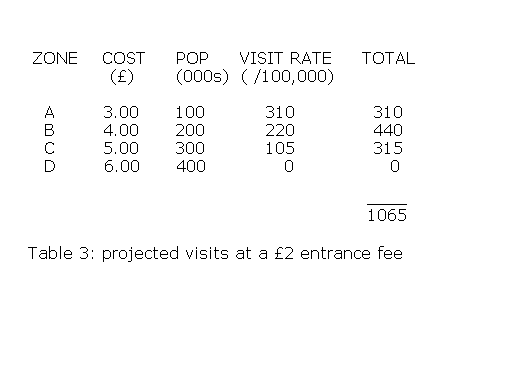 ZONE COST POP VISIT RATE TOTAL
(£) (000s) ( /100,000)
A 3.00 100 310 310
B 4.00 200 220 440
C 5.00 300 105 315
D 6.00 400 0 0
1065
Table 3: projected visits at a £2 entrance fee